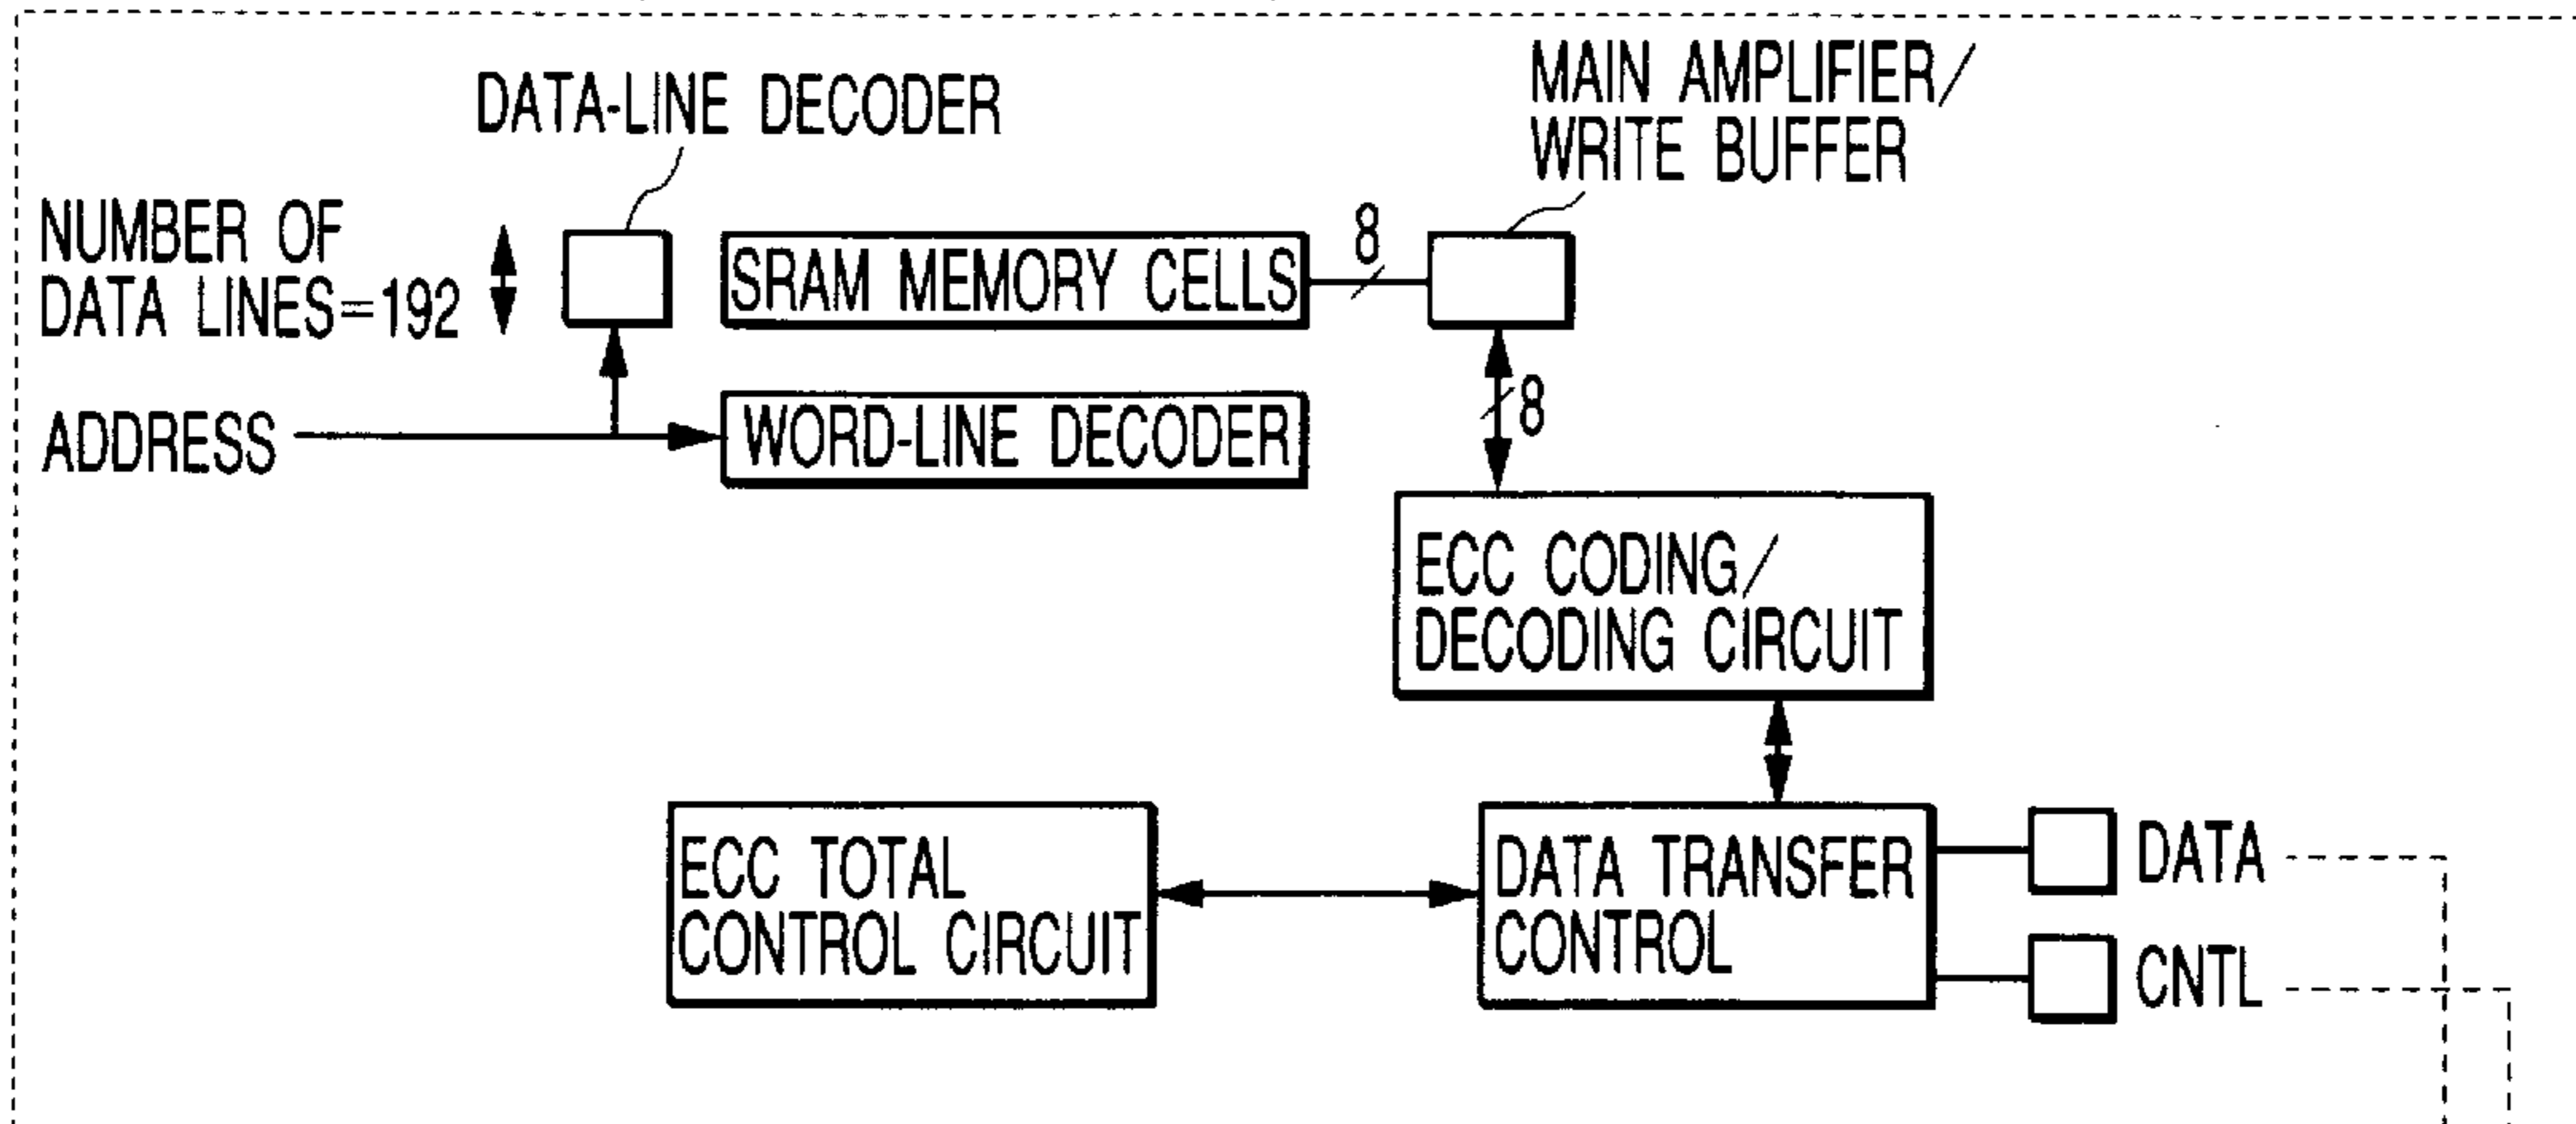 DATA-LINE DECODER
MAIN AMPLIFIER/
WRITE BUFFER
NUMBER OF
DATA LINES=192
SRAM MEMORY CELLS
8
ADDRESS
WORD-LINE DECODER
8
ECC CODING/
DECODING CIRCUIT
ECC TOTAL
CONTROL CIRCUIT
DATA TRANSFER
CONTROL
DATA
CNTL